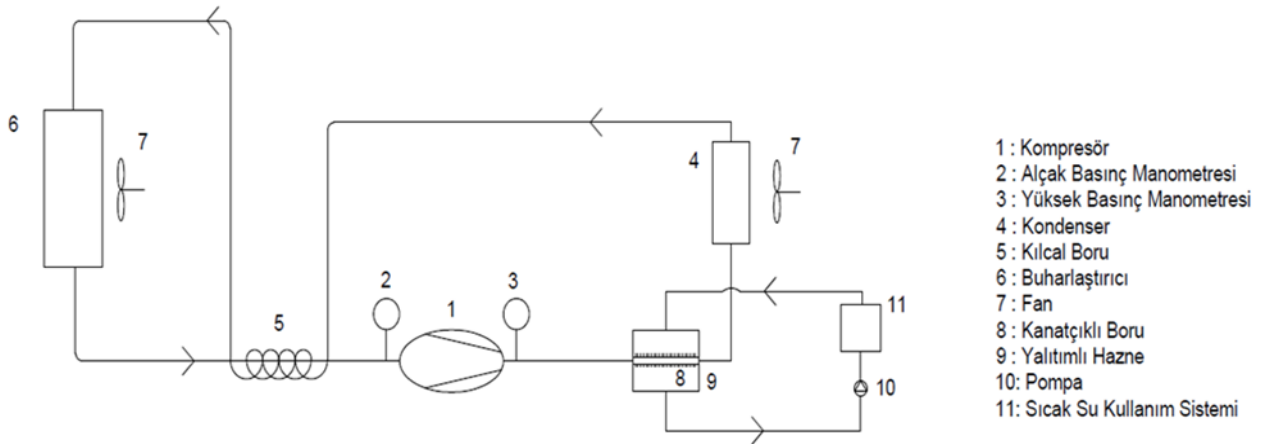 6
7
5
2
1
3
4
7
8
9
10
11
1 : Kompresör
2 : Alçak Basınç Manometresi
3 : Yüksek Basınç Manometresi
4 : Kondenser
5 : Kılcal Boru
6 : Buharlaştırıcı
7 : Fan
8 : Kanatçıklı Boru
9 : Yalıtımlı Hazne
10: Pompa
11: Sıcak Su Kullanım Sistemi